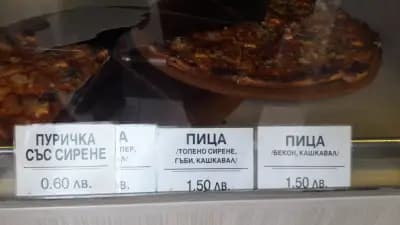 ПУРИЧКА
СЪС СИРЕНЕ
0.60 ЛВ.
ПИЦА
/ТОПЕНО СИРЕНЕ,
ГЪБИ, КАШКАВАЛ/
1.50 ЛВ.
ПИЦА
/БЕКОН, КАШКАВАЛ/
1.50 ЛВ.